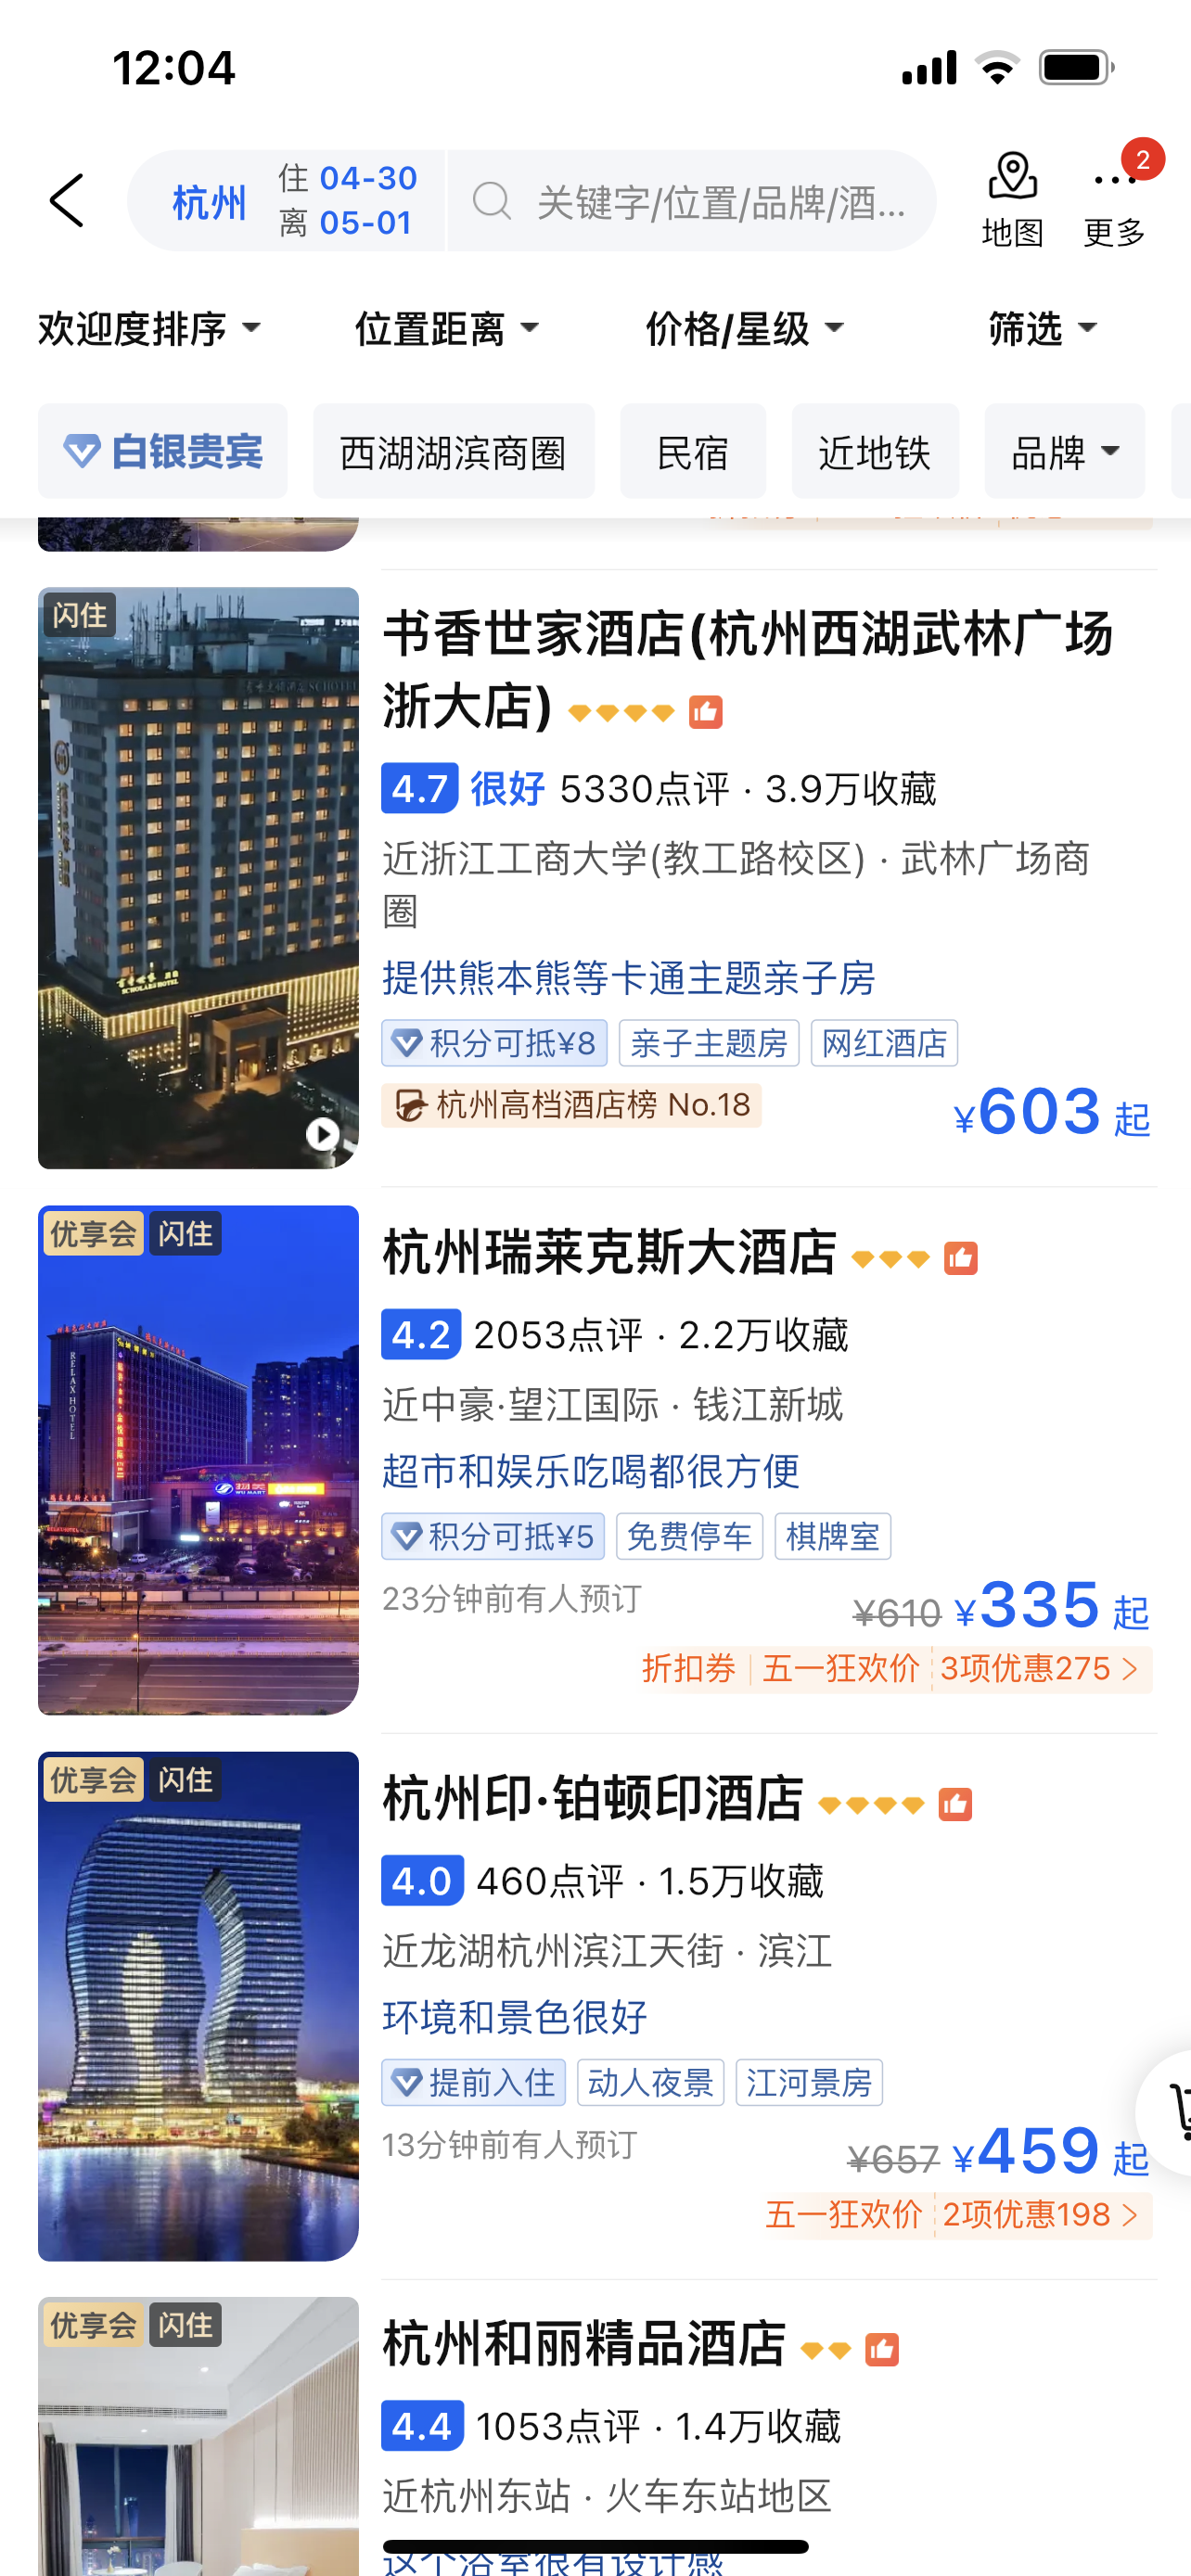 12:04
杭州
住 04-30
离 05-01
关键字/位置/品牌/酒...
地图
2
更多
欢迎度排序
位置距离
价格/星级
筛选
白银贵宾
西湖湖滨商圈
民宿
近地铁
品牌
闪住
书香世家酒店(杭州西湖武林广场
浙大店)
4.7 很好 5330点评 · 3.9万收藏
近浙江工商大学(教工路校区) · 武林广场商
圈
提供熊本熊等卡通主题亲子房
积分可抵¥8 亲子主题房 网红酒店
杭州高档酒店榜 No.18
¥603 起
优享会 闪住
RELAX HOTEL
杭州瑞莱克斯大酒店
4.2 2053点评 · 2.2万收藏
近中豪·望江国际 · 钱江新城
超市和娱乐吃喝都很方便
积分可抵¥5 免费停车 棋牌室
23分钟前有人预订
¥610 ¥335 起
折扣券 五一狂欢价 3项优惠275 >
优享会 闪住
杭州印·铂顿印酒店
4.0 460点评 · 1.5万收藏
近龙湖杭州滨江天街 · 滨江
环境和景色很好
提前入住 动人夜景 江河景房
13分钟前有人预订
¥657 ¥459 起
五一狂欢价 2项优惠198 >
优享会 闪住
杭州和丽精品酒店
4.4 1053点评 · 1.4万收藏
近杭州东站 · 火车东站地区
这个浴室很有设计感